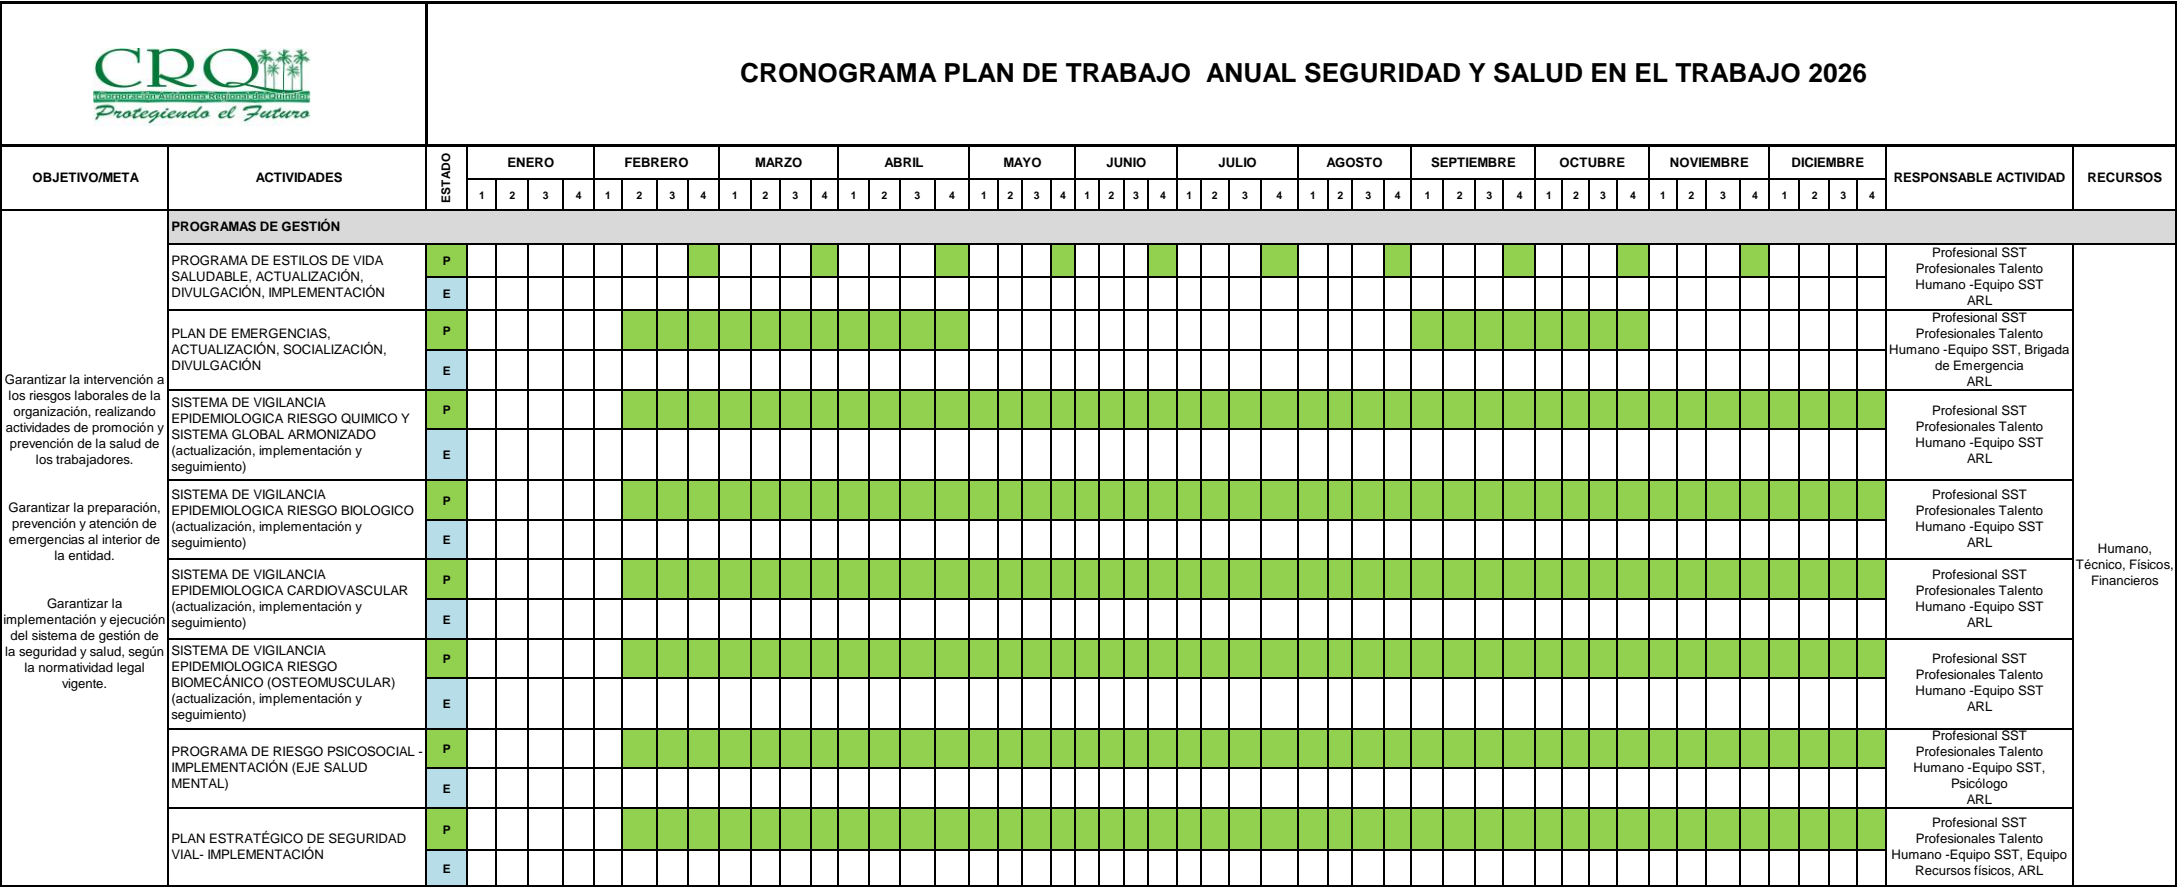 CRQ
Corporación Autónoma Regional del Quindío
Protegiendo el Futuro
CRONOGRAMA PLAN DE TRABAJO ANUAL SEGURIDAD Y SALUD EN EL TRABAJO 2026
OBJETIVO/META
ACTIVIDADES
ESTADO
ENERO FEBRERO MARZO ABRIL MAYO JUNIO JULIO AGOSTO SEPTIEMBRE OCTUBRE NOVIEMBRE DICIEMBRE
RESPONSABLE ACTIVIDAD
RECURSOS
1 2 3 4 1 2 3 4 1 2 3 4 1 2 3 4 1 2 3 4 1 2 3 4 1 2 3 4 1 2 3 4 1 2 3 4 1 2 3 4 1 2 3 4 1 2 3 4
PROGRAMAS DE GESTIÓN
Garantizar la intervención a
los riesgos laborales de la
organización, realizando
actividades de promoción y
prevención de la salud de
los trabajadores.
Garantizar la preparación,
prevención y atención de
emergencias al interior de
la entidad.
Garantizar la
implementación y ejecución
del sistema de gestión de
la seguridad y salud, según
la normatividad legal
vigente.
PROGRAMA DE ESTILOS DE VIDA
SALUDABLE, ACTUALIZACIÓN,
DIVULGACIÓN, IMPLEMENTACIÓN
P
E
Profesional SST
Profesionales Talento
Humano -Equipo SST
ARL
PLAN DE EMERGENCIAS,
ACTUALIZACIÓN, SOCIALIZACIÓN,
DIVULGACIÓN
P
E
Profesional SST
Profesionales Talento
Humano -Equipo SST, Brigada
de Emergencia
ARL
SISTEMA DE VIGILANCIA
EPIDEMIOLOGICA RIESGO QUIMICO Y
SISTEMA GLOBAL ARMONIZADO
(actualización, implementación y
seguimiento)
P
E
Profesional SST
Profesionales Talento
Humano -Equipo SST
ARL
SISTEMA DE VIGILANCIA
EPIDEMIOLOGICA RIESGO BIOLOGICO
(actualización, implementación y
seguimiento)
P
E
Profesional SST
Profesionales Talento
Humano -Equipo SST
ARL
SISTEMA DE VIGILANCIA
EPIDEMIOLOGICA CARDIOVASCULAR
(actualización, implementación y
seguimiento)
P
E
Profesional SST
Profesionales Talento
Humano -Equipo SST
ARL
SISTEMA DE VIGILANCIA
EPIDEMIOLOGICA RIESGO
BIOMECÁNICO (OSTEOMUSCULAR)
(actualización, implementación y
seguimiento)
P
E
Profesional SST
Profesionales Talento
Humano -Equipo SST
ARL
PROGRAMA DE RIESGO PSICOSOCIAL -
IMPLEMENTACIÓN (EJE SALUD
MENTAL)
P
E
Profesional SST
Profesionales Talento
Humano -Equipo SST,
Psicólogo
ARL
PLAN ESTRATÉGICO DE SEGURIDAD
VIAL- IMPLEMENTACIÓN
P
E
Profesional SST
Profesionales Talento
Humano -Equipo SST, Equipo
Recursos físicos, ARL
Humano,
Técnico, Físicos,
Financieros